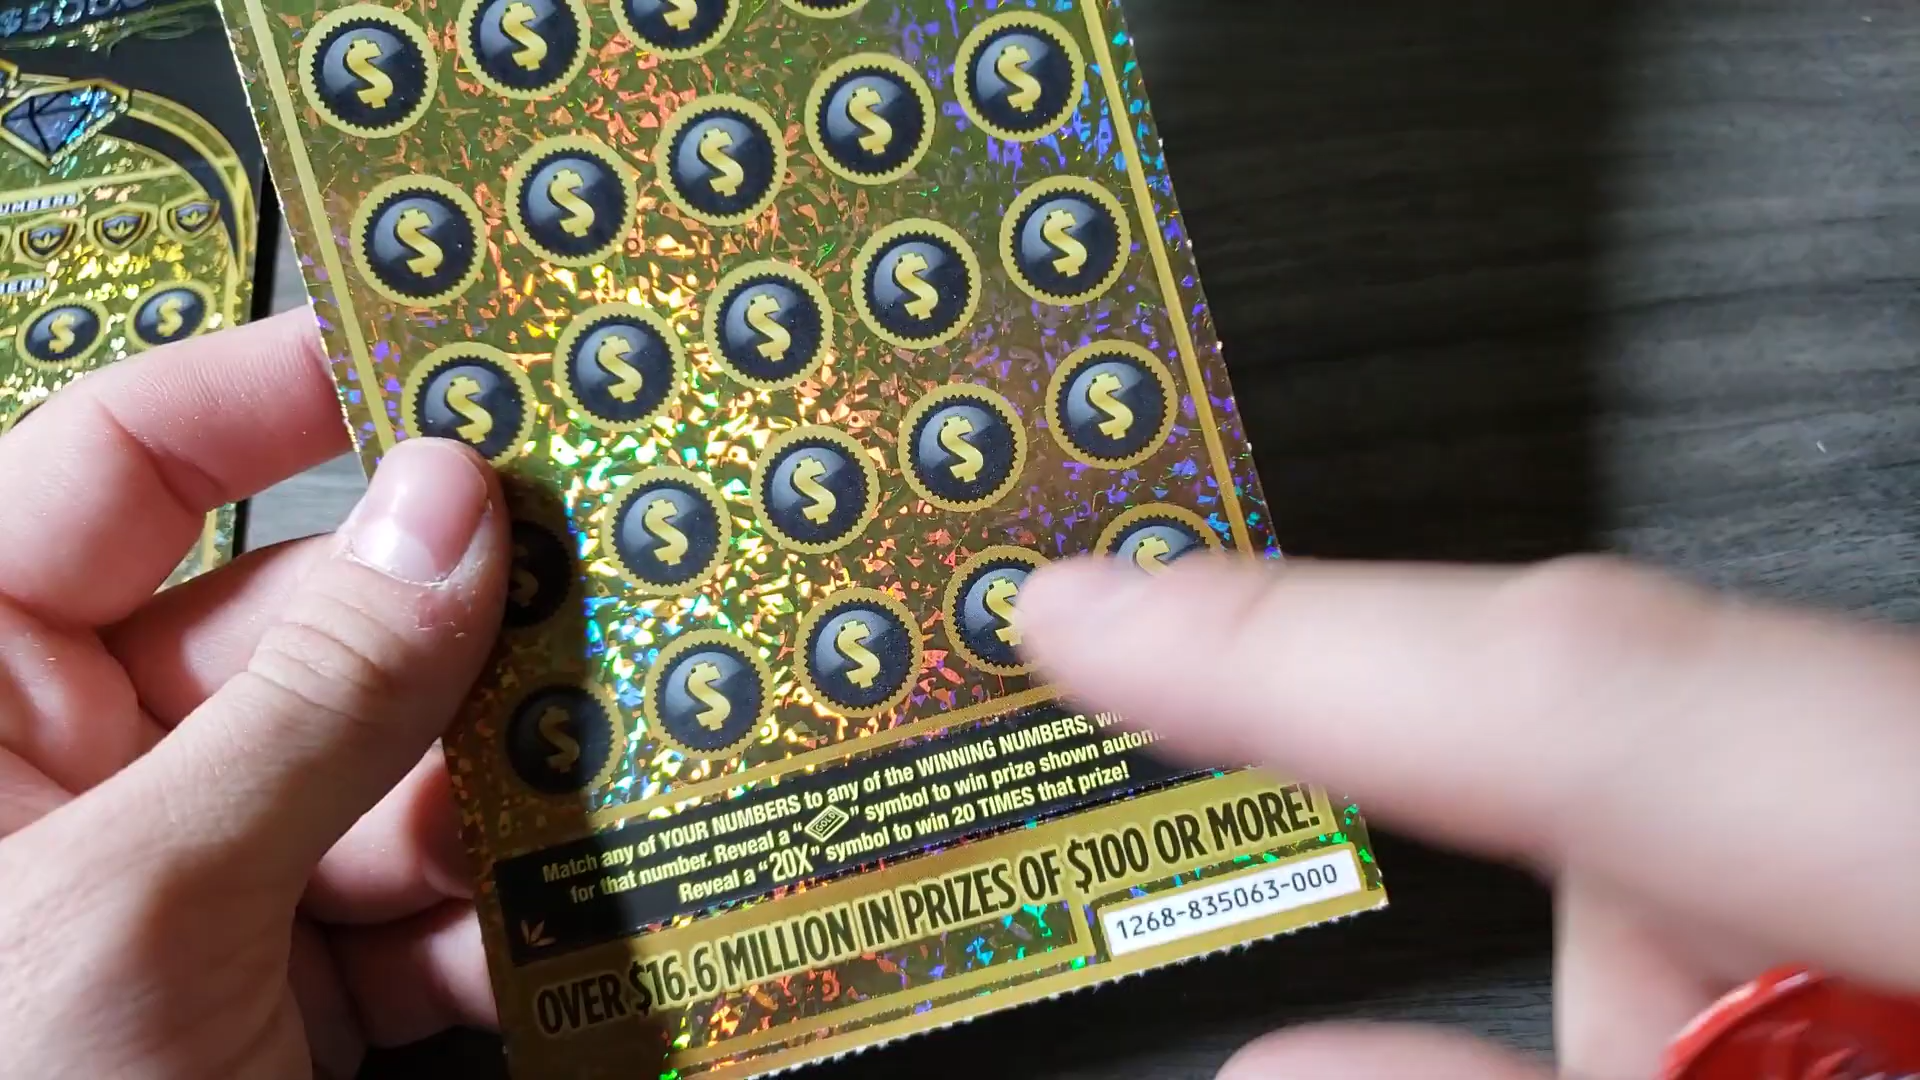 UMBERS
Match any of YOUR NUMBERS to any of the WINNING NUMBERS,
for that number. Reveal a "GOLD" symbol to win prize shown
Reveal a "20X" symbol to win 20 TIMES that prize!
OVER $16.6 MILLION IN PRIZES OF $100 OR MORE!
1268-835063-000